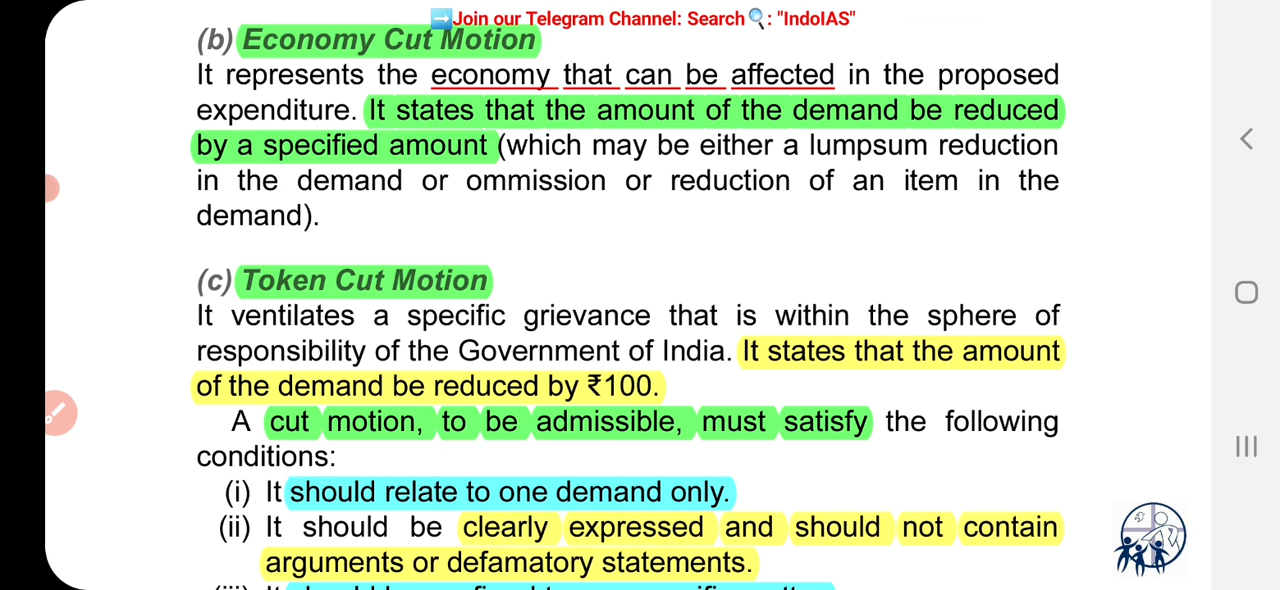 ➡️Join our Telegram Channel: Search🔍: "IndoIAS"
(b) Economy Cut Motion
It represents the economy that can be affected in the proposed
expenditure. It states that the amount of the demand be reduced
by a specified amount (which may be either a lumpsum reduction
in the demand or ommission or reduction of an item in the
demand).
(c) Token Cut Motion
It ventilates a specific grievance that is within the sphere of
responsibility of the Government of India. It states that the amount
of the demand be reduced by ₹100.
A cut motion, to be admissible, must satisfy the following
conditions:
(i) It should relate to one demand only.
(ii) It should be clearly expressed and should not contain
arguments or defamatory statements.